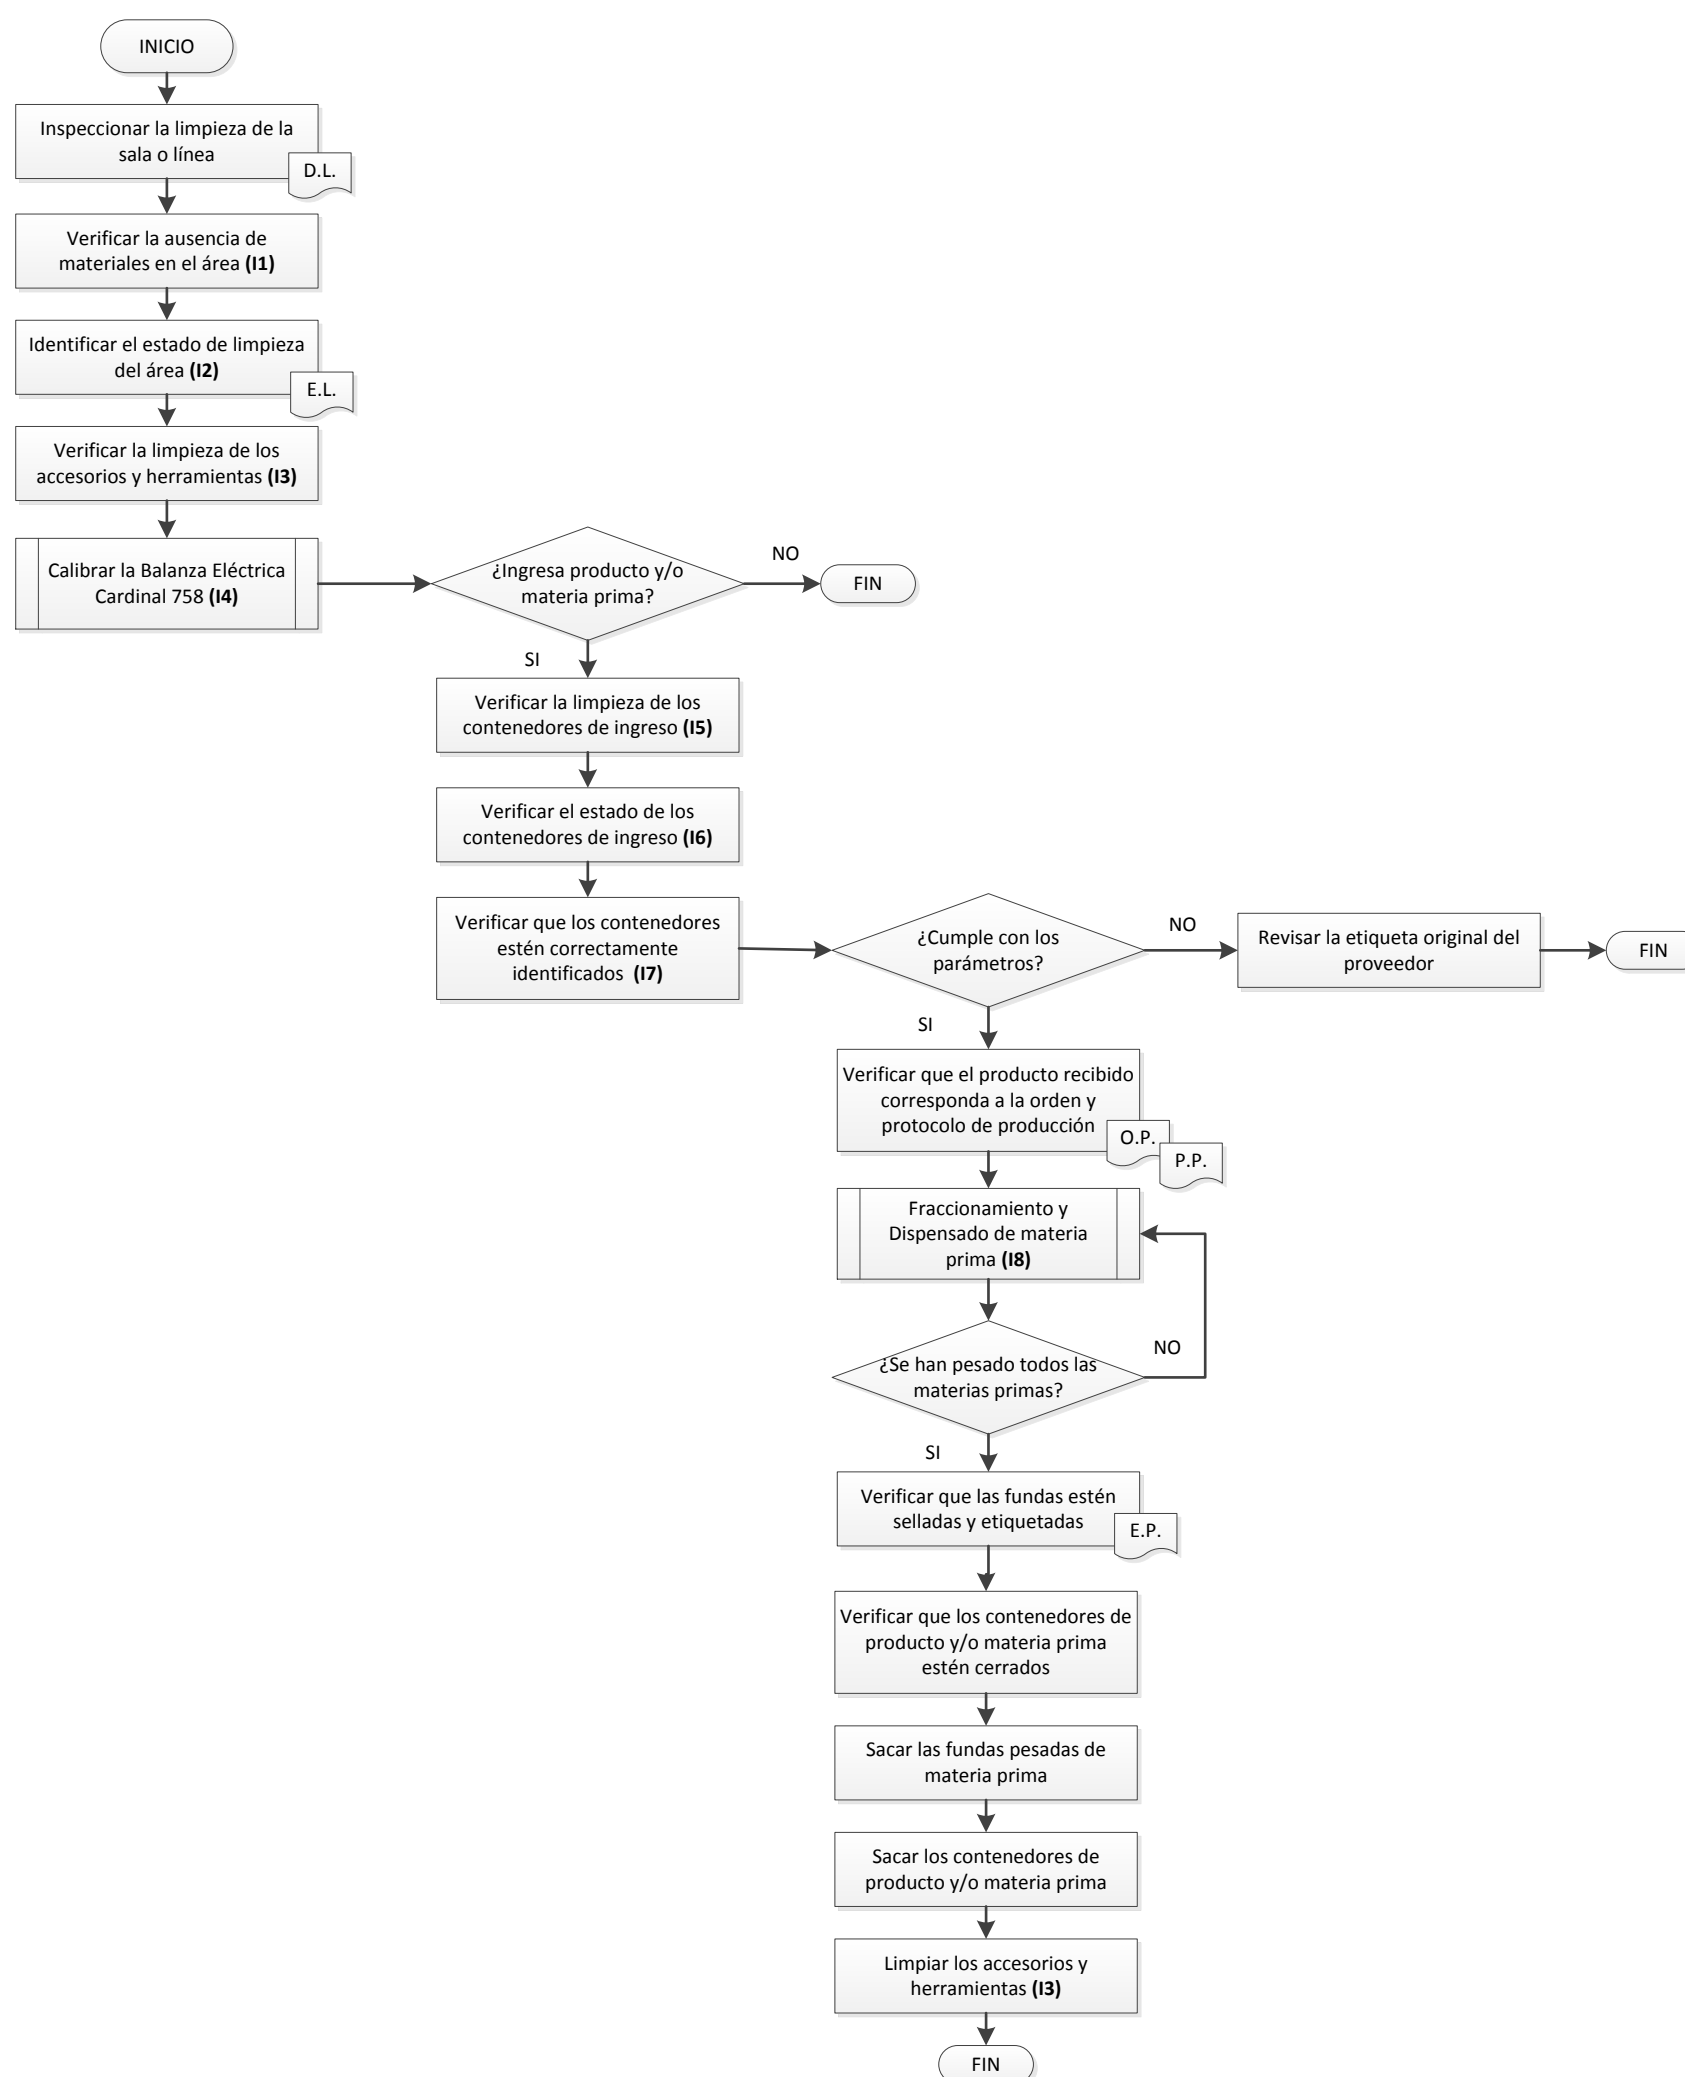 INICIO
Inspeccionar la limpieza de la
sala o línea
D.L.
Verificar la ausencia de
materiales en el área (I1)
Identificar el estado de limpieza
del área (I2)
E.L.
Verificar la limpieza de los
accesorios y herramientas (I3)
Calibrar la Balanza Eléctrica
Cardinal 758 (I4)
¿Ingresa producto y/o
materia prima?
NO
FIN
SI
Verificar la limpieza de los
contenedores de ingreso (I5)
Verificar el estado de los
contenedores de ingreso (I6)
Verificar que los contenedores
estén correctamente
identificados (I7)
¿Cumple con los
parámetros?
NO
Revisar la etiqueta original del
proveedor
FIN
SI
Verificar que el producto recibido
corresponda a la orden y
protocolo de producción
O.P.
P.P.
Fraccionamiento y
Dispensado de materia
prima (I8)
¿Se han pesado todos las
materias primas?
NO
SI
Verificar que las fundas estén
selladas y etiquetadas
E.P.
Verificar que los contenedores de
producto y/o materia prima
estén cerrados
Sacar las fundas pesadas de
materia prima
Sacar los contenedores de
producto y/o materia prima
Limpiar los accesorios y
herramientas (I3)
FIN